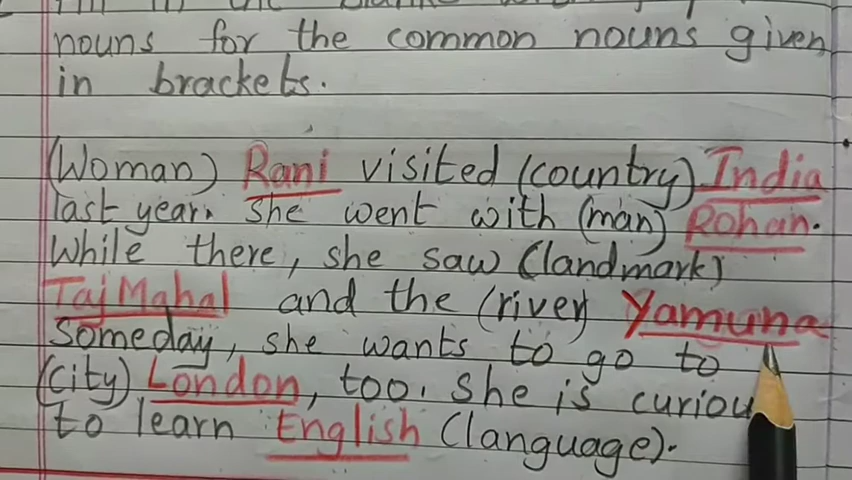 nouns for the common nouns given
in brackets.
(Woman) Rani visited (country) India
last year. She went with (man) Rohan.
While there, she saw (landmark)
Taj Mahal and the (river) Yamuna
Someday, she wants to go to
(city) London, too. She is curiou
to learn English (language).